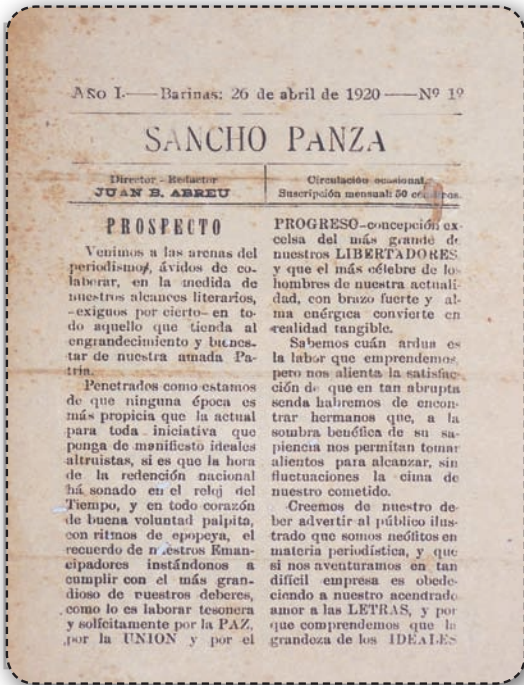 Año I.——Barinas: 26 de abril de 1920 ——Nº 1º
SANCHO PANZA
Director - Redactor
JUAN B. ABREU
Circulación ocasional.
Suscripción mensual: 50
PROSPECTO
Venimos a las arenas del
periodismo, ávidos de co-
laborar, en la medida de
nuestros alcances literarios,
-exiguos por cierto- en to-
do aquello que tienda al
engrandecimiento y bienes-
tar de nuestra amada Pa-
tria.
Penetrados como estamos
de que ninguna época es
más propicia que la actual
para toda iniciativa que
ponga de manifiesto ideales
altruistas, si es que la hora
de la redención nacional
há sonado en el reloj del
Tiempo, y en todo corazón
de buena voluntad palpita,
con ritmos de epopeya, el
recuerdo de nuestros Eman-
cipadores instándonos a
cumplir con el más gran-
dioso de nuestros deberes,
como lo es laborar tesonera
y solícitamente por la PAZ,
por la UNION y por el
PROGRESO-concepción ex-
celsa del más grande de
nuestros LIBERTADORES
y que el más célebre de los
hombres de nuestra actuali-
dad, con brazo fuerte y al-
ma enérgica convierte en
realidad tangible.
Sabemos cuán ardua es
la labor que emprendemos,
pero nos alienta la satisfac-
ción de que en tan abrupta
senda habremos de encon-
trar hermanos que, a la
sombra benéfica de su sa-
piencia nos permitan tomar
alientos para alcanzar, sin
fluctuaciones la cima de
nuestro cometido.
Creemos de nuestro de-
ber advertir al público ilus-
trado que somos neófitos en
materia periodística, y que
si nos aventuramos en tan
difícil empresa es obede-
ciendo a nuestro acendrado
amor a las LETRAS, y por
que comprendemos que la
grandeza de los IDEALES